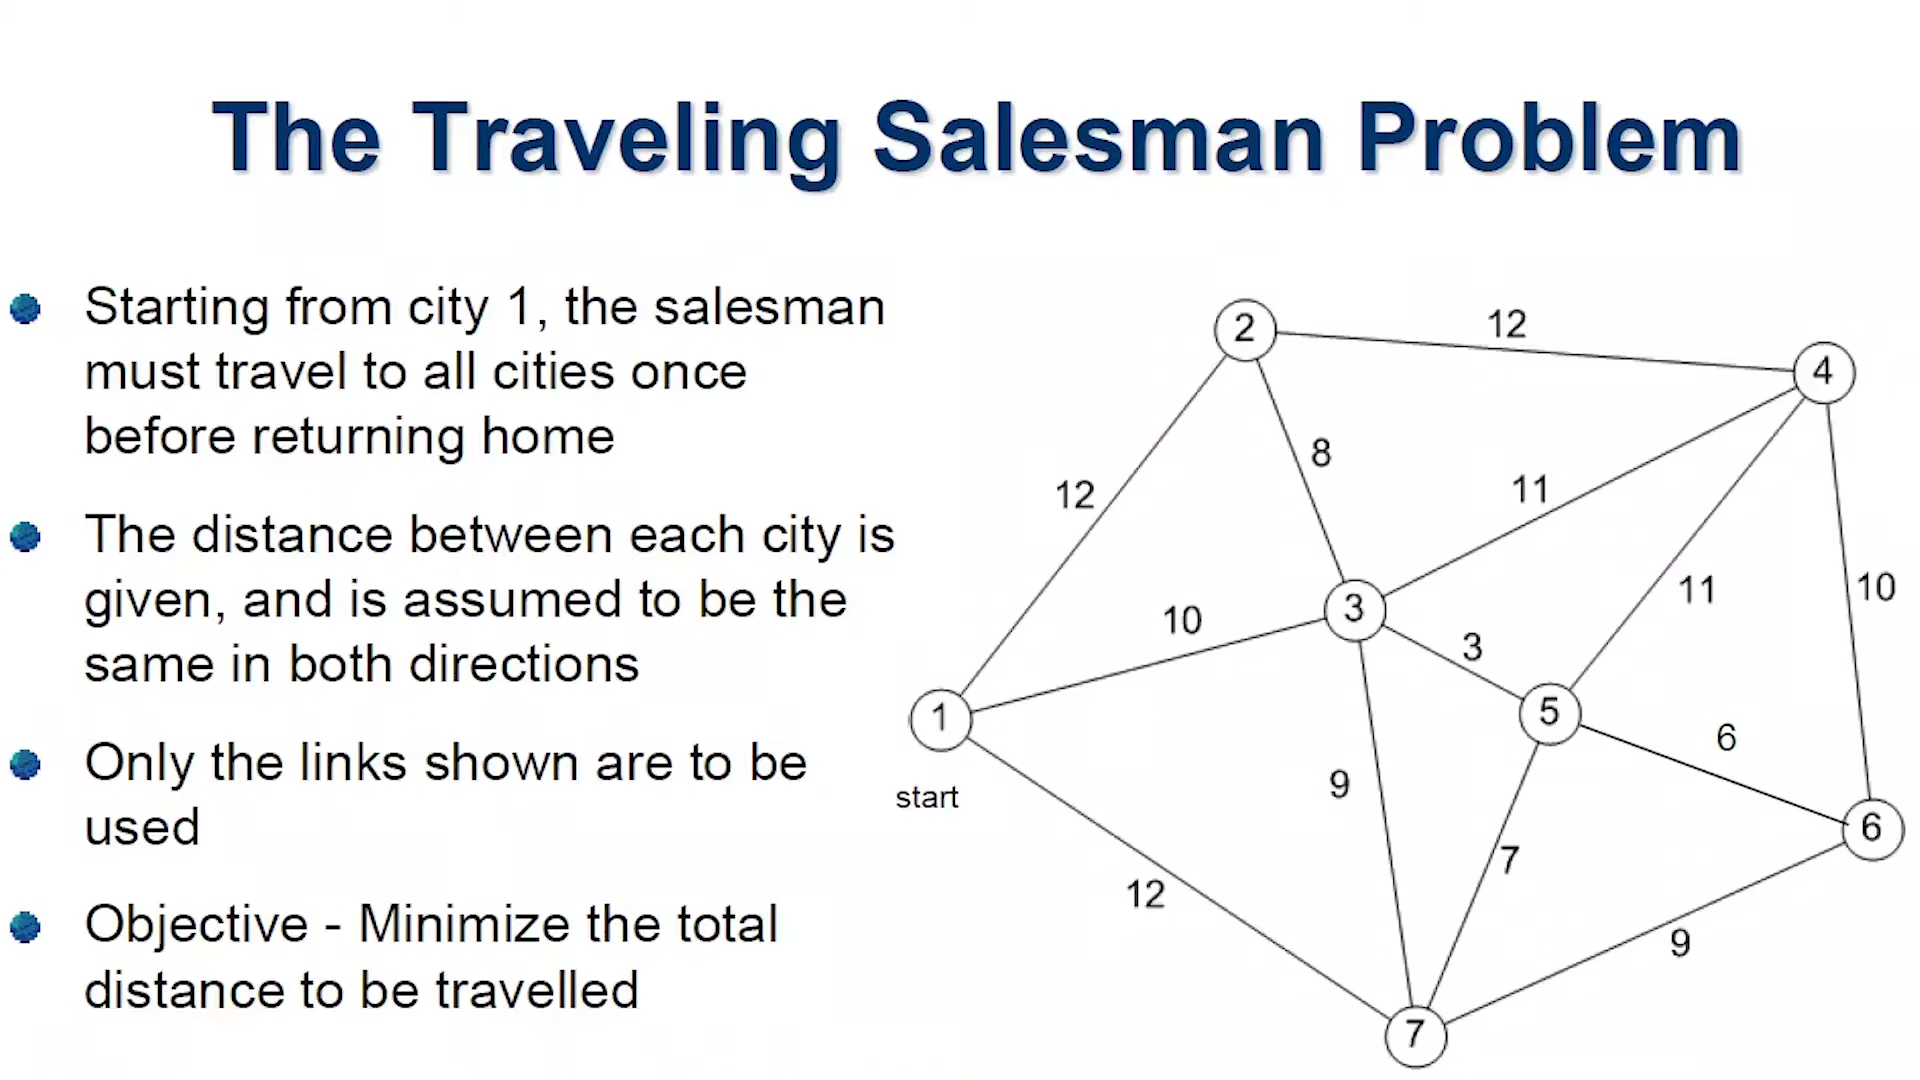 The Traveling Salesman Problem
Starting from city 1, the salesman
must travel to all cities once
before returning home
The distance between each city is
given, and is assumed to be the
same in both directions
Only the links shown are to be
used
Objective - Minimize the total
distance to be travelled
2
12
4
8
12
11
11
10
3
10
3
1
5
6
9
start
6
7
12
9
7